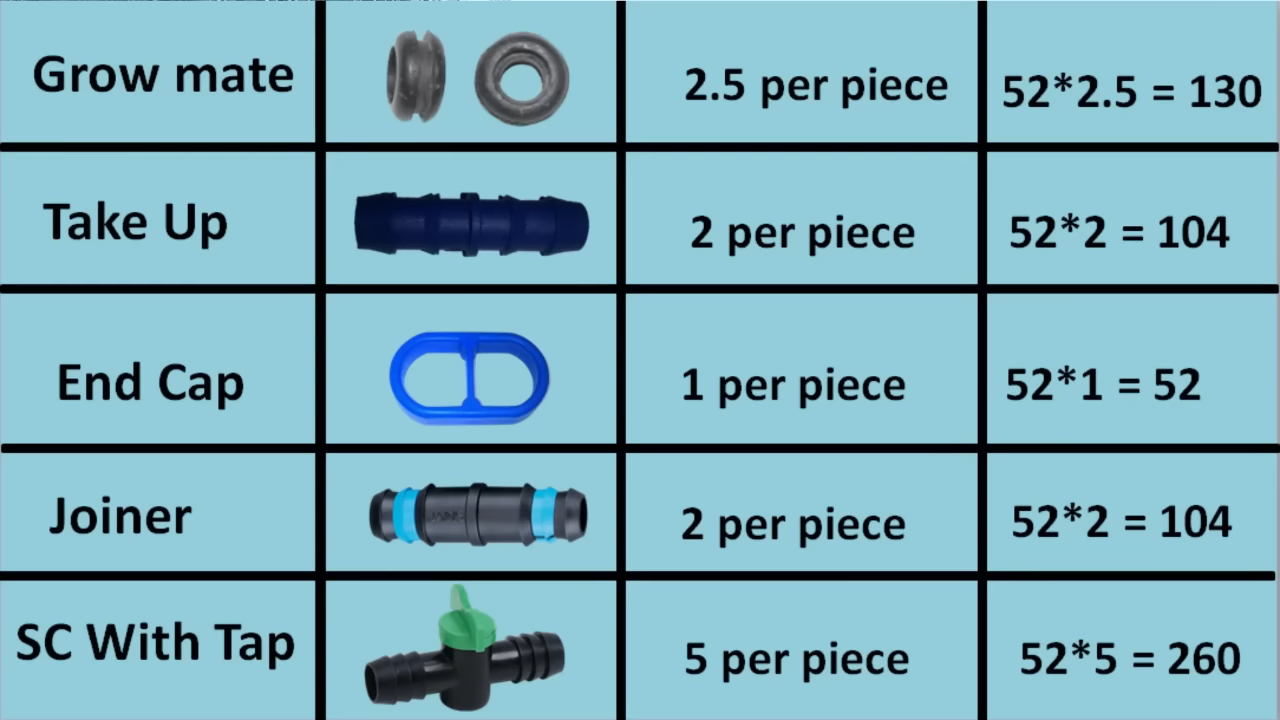 Grow mate
2.5 per piece
52*2.5 = 130
Take Up
2 per piece
52*2 = 104
End Cap
1 per piece
52*1 = 52
Joiner
2 per piece
52*2 = 104
SC With Tap
5 per piece
52*5 = 260